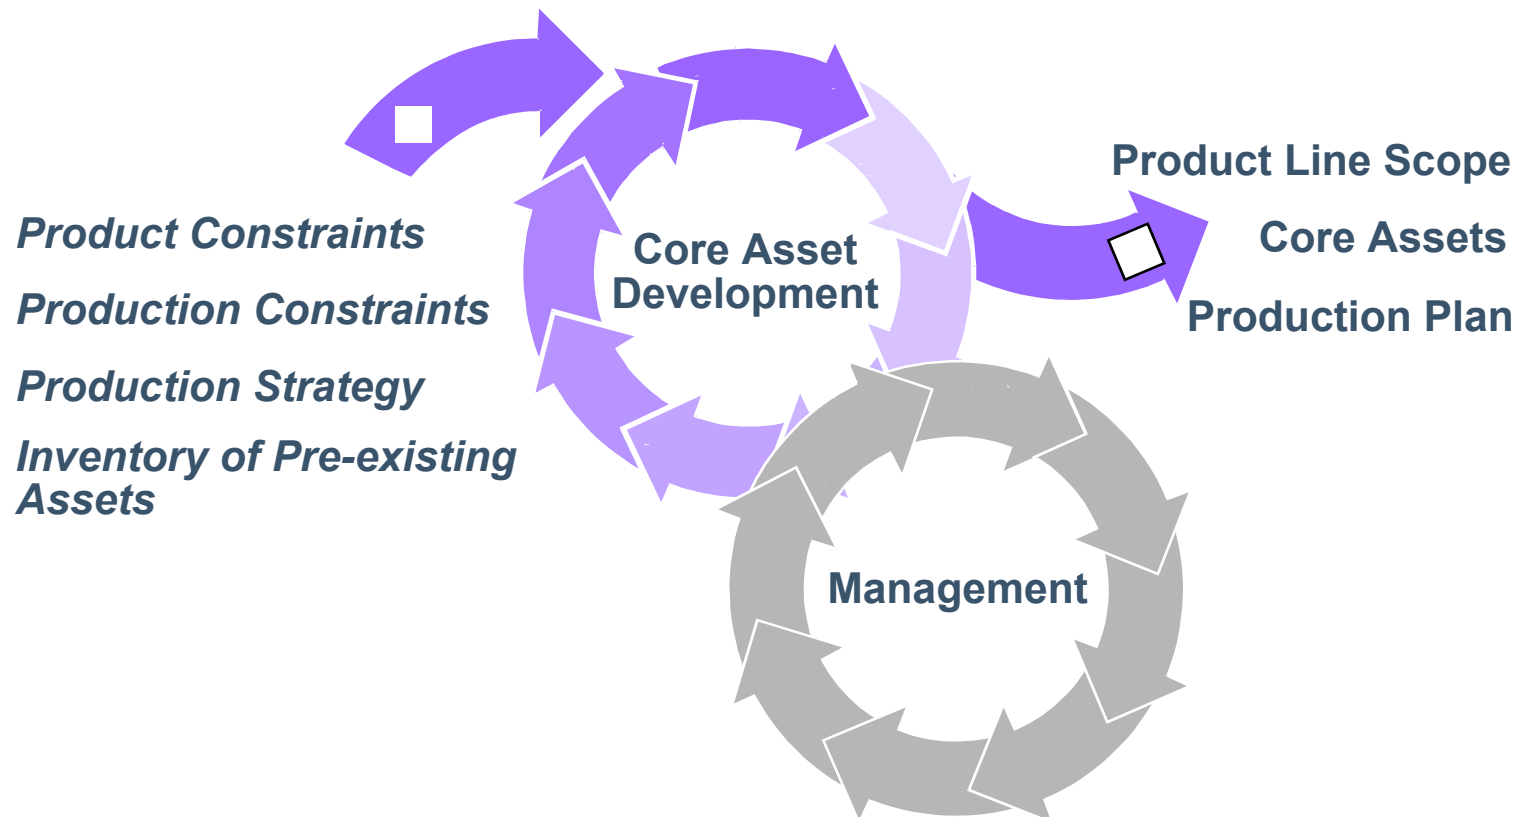 Product Constraints
Production Constraints
Production Strategy
Inventory of Pre-existing
Assets
Core Asset
Development
Management
Product Line Scope
Core Assets
Production Plan